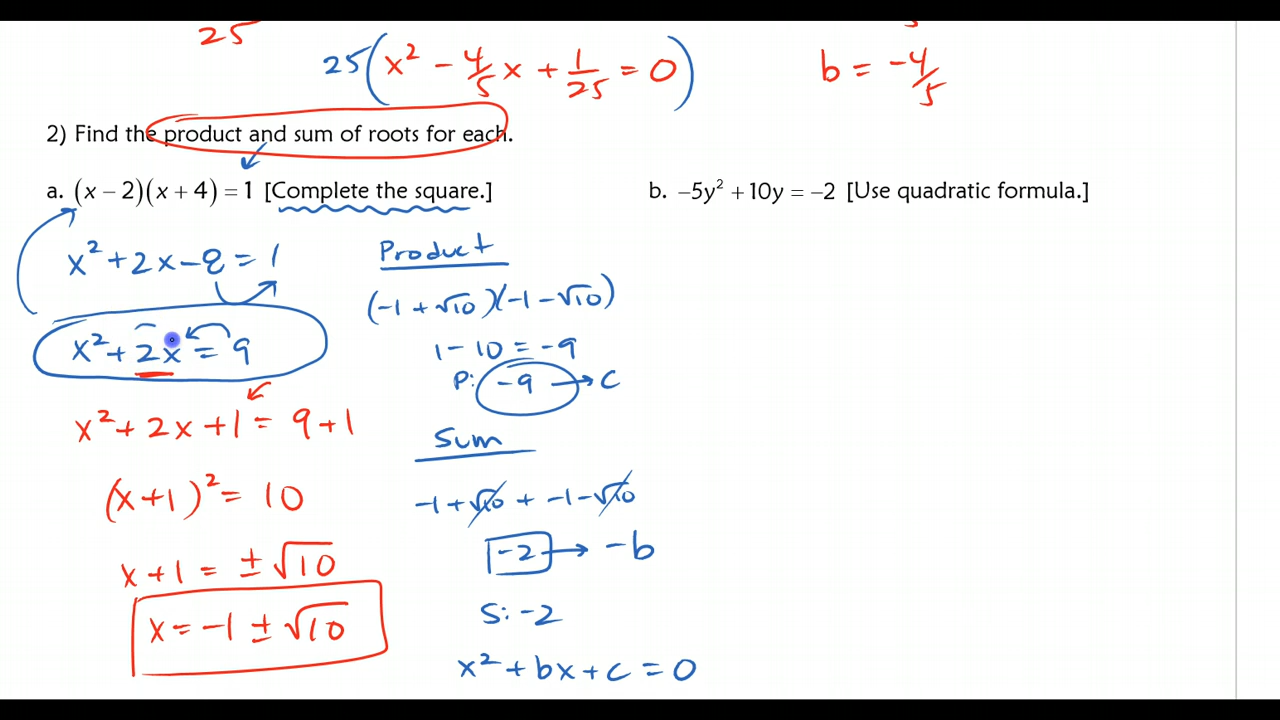 25
25(x² - 4/5 x + 1/25 = 0)
b = -4/5
2) Find the product and sum of roots for each.
a. (x – 2)(x + 4) = 1 [Complete the square.]
x² + 2x - 8 = 1
x² + 2x = 9
x² + 2x + 1 = 9 + 1
(x + 1)² = 10
x + 1 = ± √10
x = -1 ± √10
Product
(-1 + √10)(-1 - √10)
1 - 10 = -9
P: -9 → C
Sum
-1 + √10 + -1 - √10
-2 → -b
S: -2
x² + bx + c = 0
b. –5y² + 10y = –2 [Use quadratic formula.]